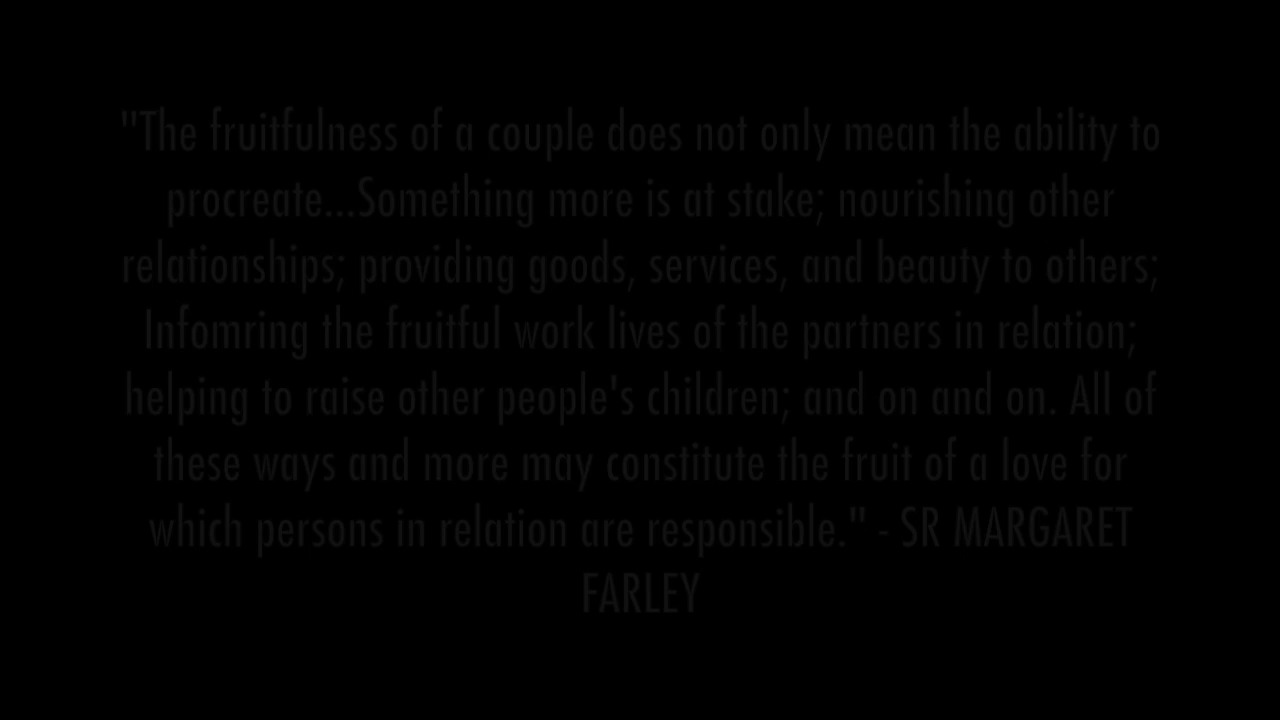 "The fruitfulness of a couple does not only mean the ability to
procreate...Something more is at stake; nourishing other
relationships; providing goods, services, and beauty to others;
Infomring the fruitful work lives of the partners in relation;
helping to raise other people's children; and on and on. All of
these ways and more may constitute the fruit of a love for
which persons in relation are responsible." - SR MARGARET
FARLEY